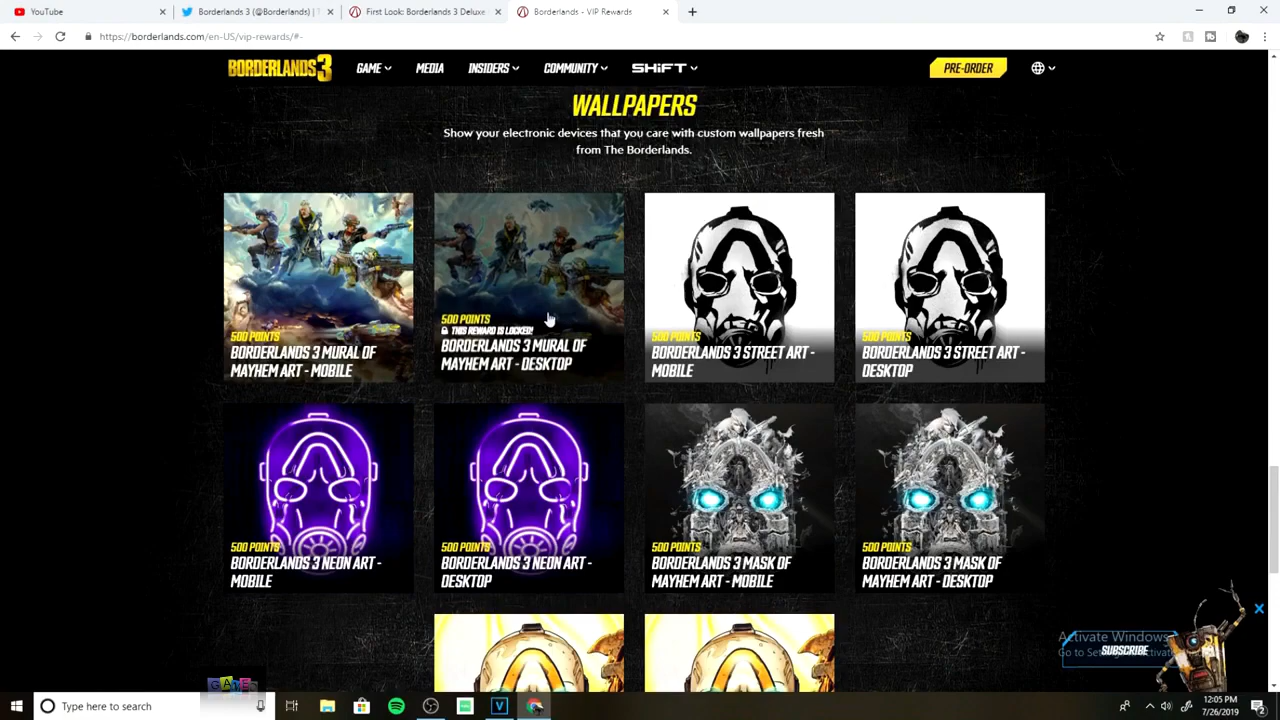 YouTube
Borderlands 3 (@Borderlands) | T
First Look: Borderlands 3 Deluxe
Borderlands - VIP Rewards
https://borderlands.com/en-US/vip-rewards/#-
BORDERLANDS 3
GAME
MEDIA
INSIDERS
COMMUNITY
SHiFT
PRE-ORDER
WALLPAPERS
Show your electronic devices that you care with custom wallpapers fresh
from The Borderlands.
500 POINTS
BORDERLANDS 3 MURAL OF
MAYHEM ART - MOBILE
500 POINTS
THIS REWARD IS LOCKED!
BORDERLANDS 3 MURAL OF
MAYHEM ART - DESKTOP
500 POINTS
BORDERLANDS 3 STREET ART -
MOBILE
500 POINTS
BORDERLANDS 3 STREET ART -
DESKTOP
500 POINTS
BORDERLANDS 3 NEON ART -
MOBILE
500 POINTS
BORDERLANDS 3 NEON ART -
DESKTOP
500 POINTS
BORDERLANDS 3 MASK OF
MAYHEM ART - MOBILE
500 POINTS
BORDERLANDS 3 MASK OF
MAYHEM ART - DESKTOP
Activate Windows
Go to
SUBSCRIBE
GAMES
Type here to search
V
12:05 PM
7/26/2019
2